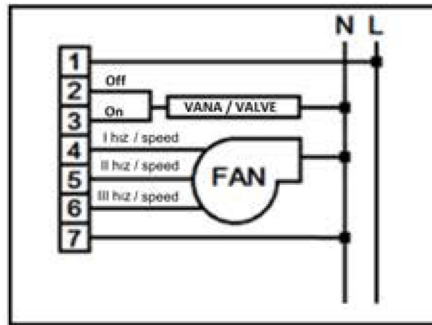 N L
1
2 Off
3 On
VANA / VALVE
4 I hız / speed
5 II hız / speed
6 III hız / speed
FAN
7